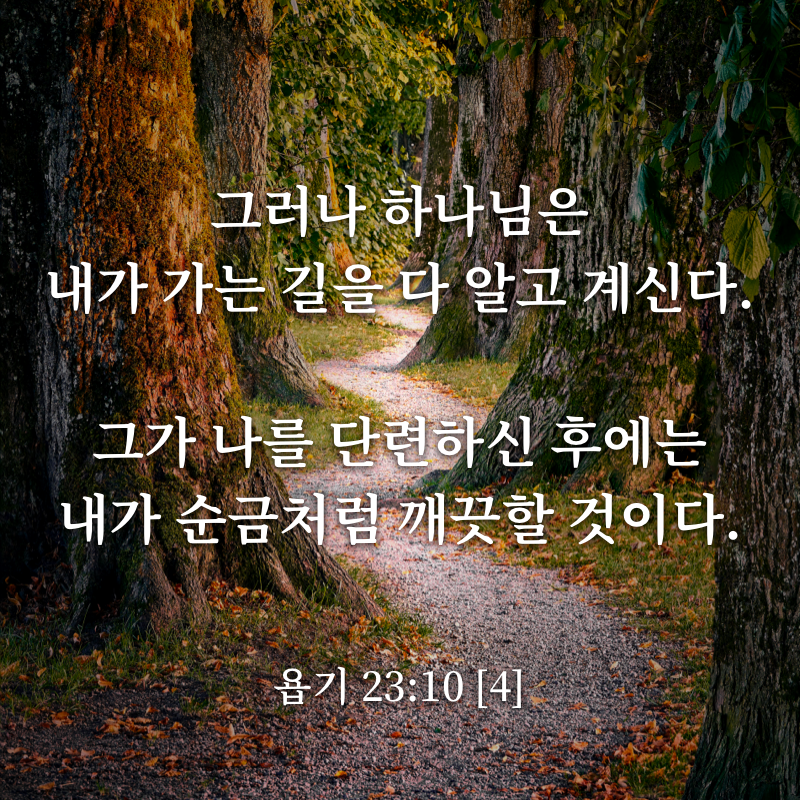 그러나 하나님은
내가 가는 길을 다 알고 계신다.
그가 나를 단련하신 후에는
내가 순금처럼 깨끗할 것이다.
욥기 23:10 [4]